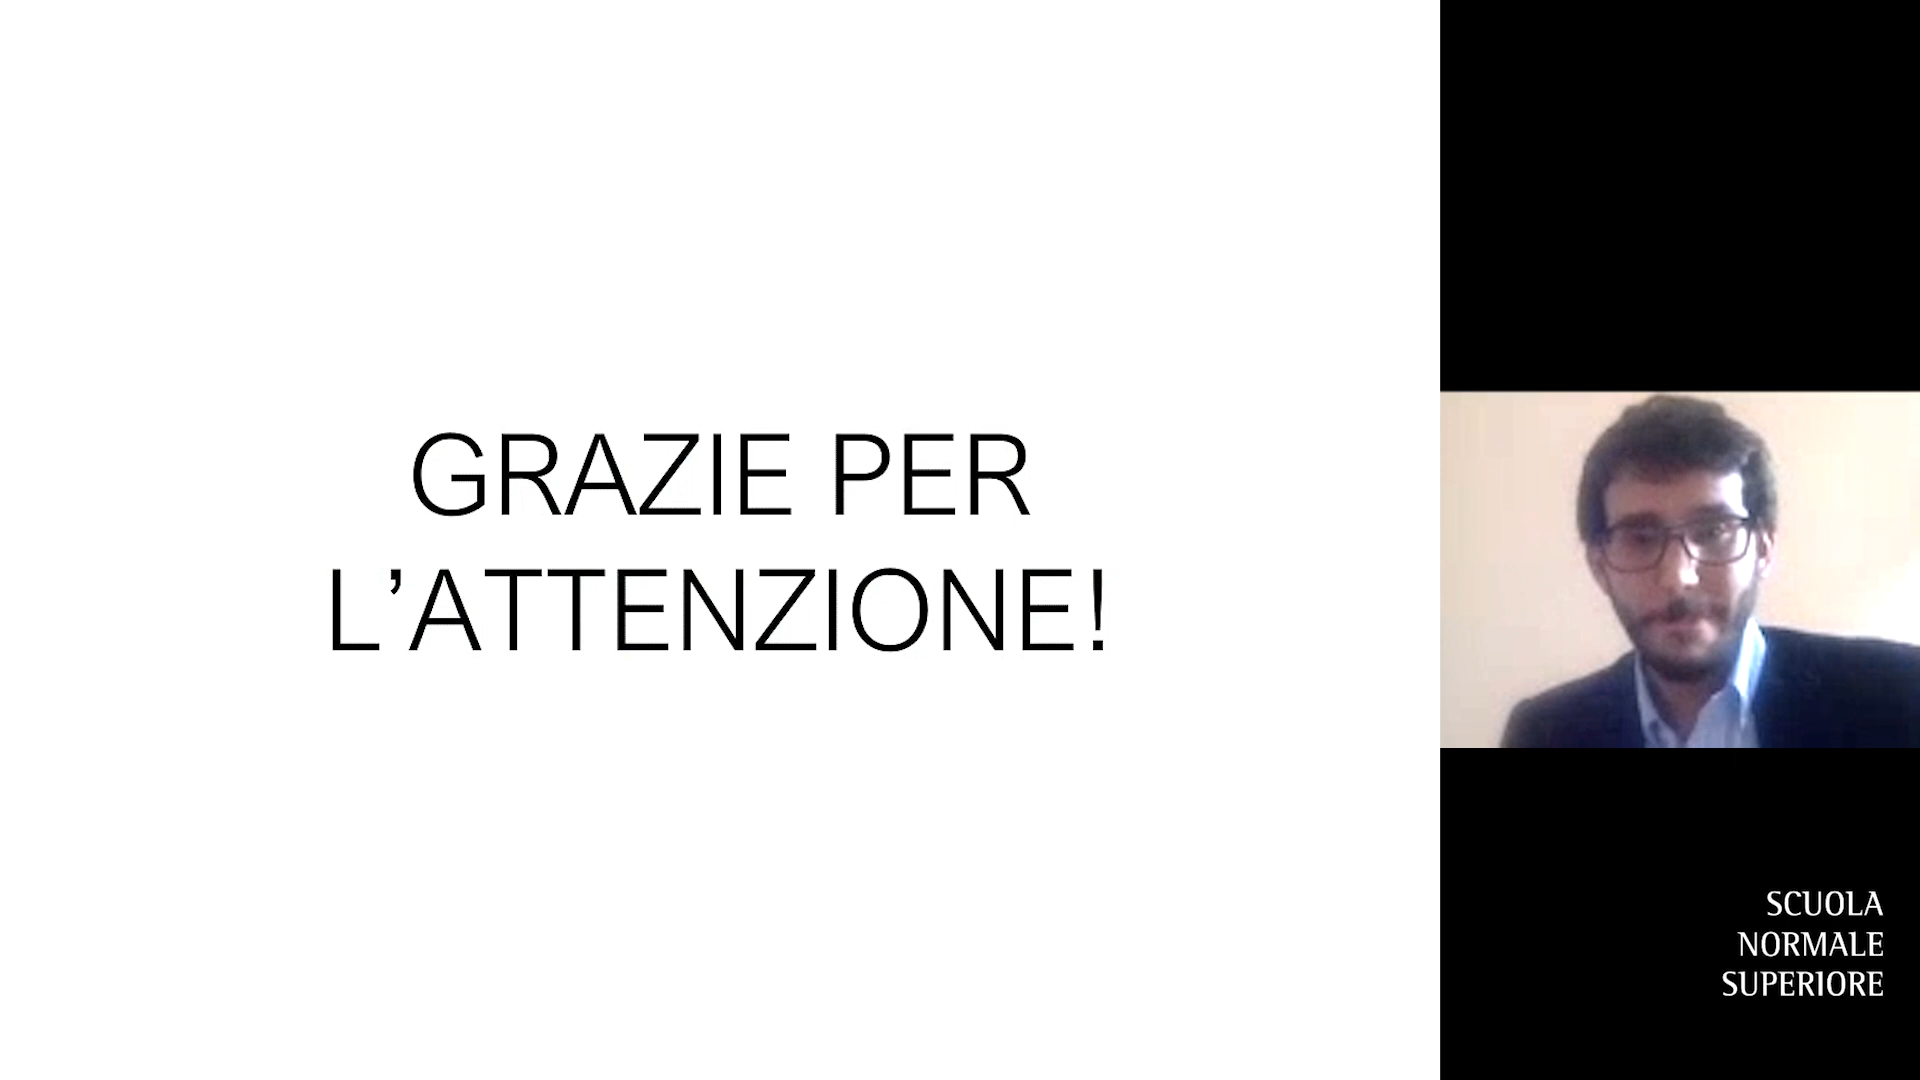 GRAZIE PER
L’ATTENZIONE!
SCUOLA
NORMALE
SUPERIORE